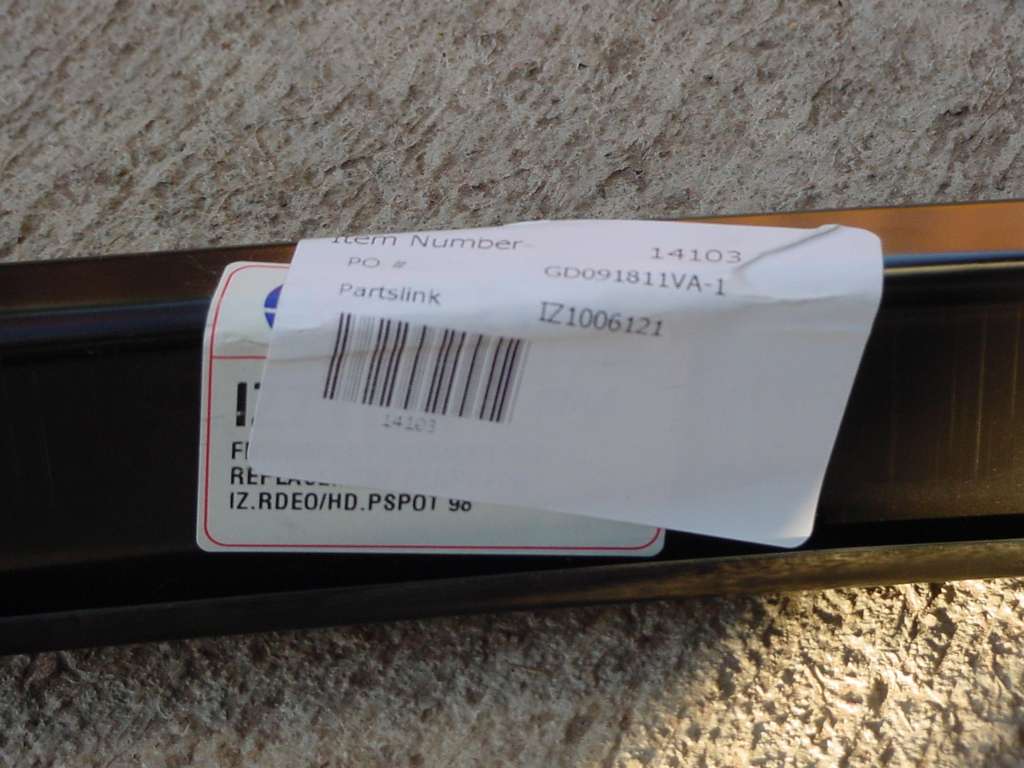 Item Number 14103
PO # GD091811VA-1
Partslink IZ1006121
14103
IZ.RDEO/HD.PSPOT 98